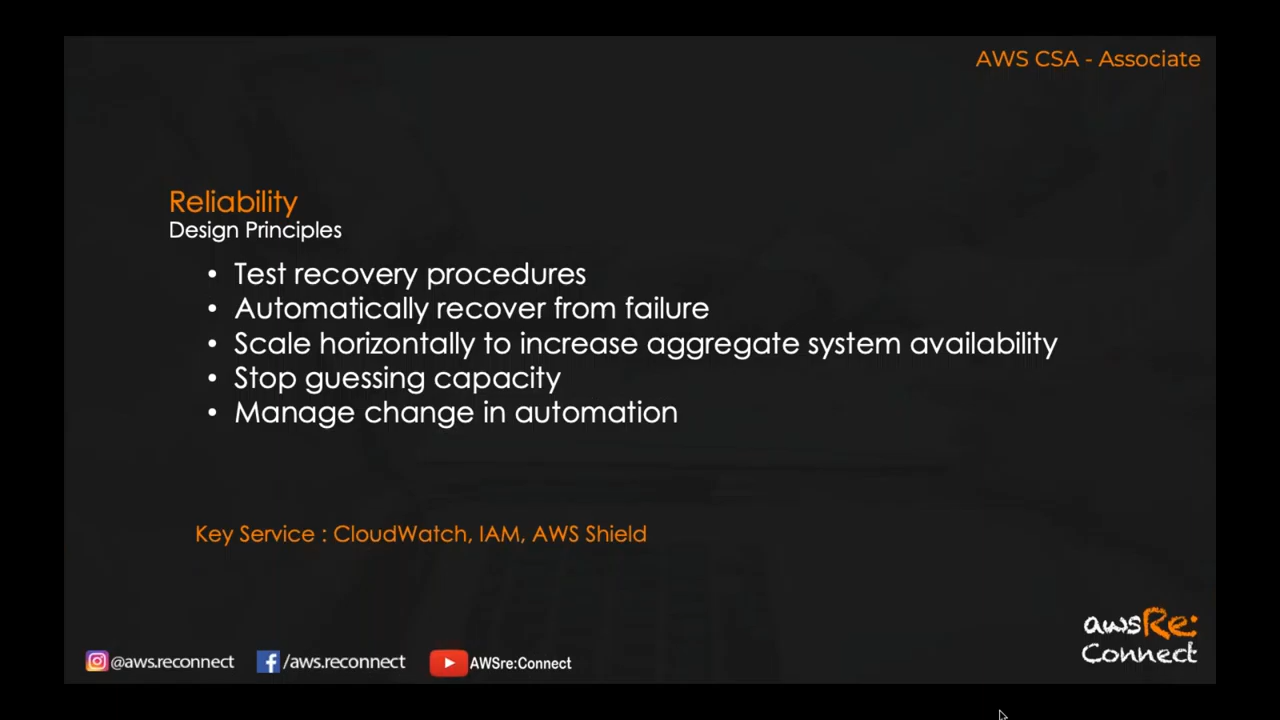 AWS CSA - Associate
Reliability
Design Principles
• Test recovery procedures
• Automatically recover from failure
• Scale horizontally to increase aggregate system availability
• Stop guessing capacity
• Manage change in automation
Key Service : CloudWatch, IAM, AWS Shield
awsRe:
Connect
@aws.reconnect /aws.reconnect AWSre:Connect